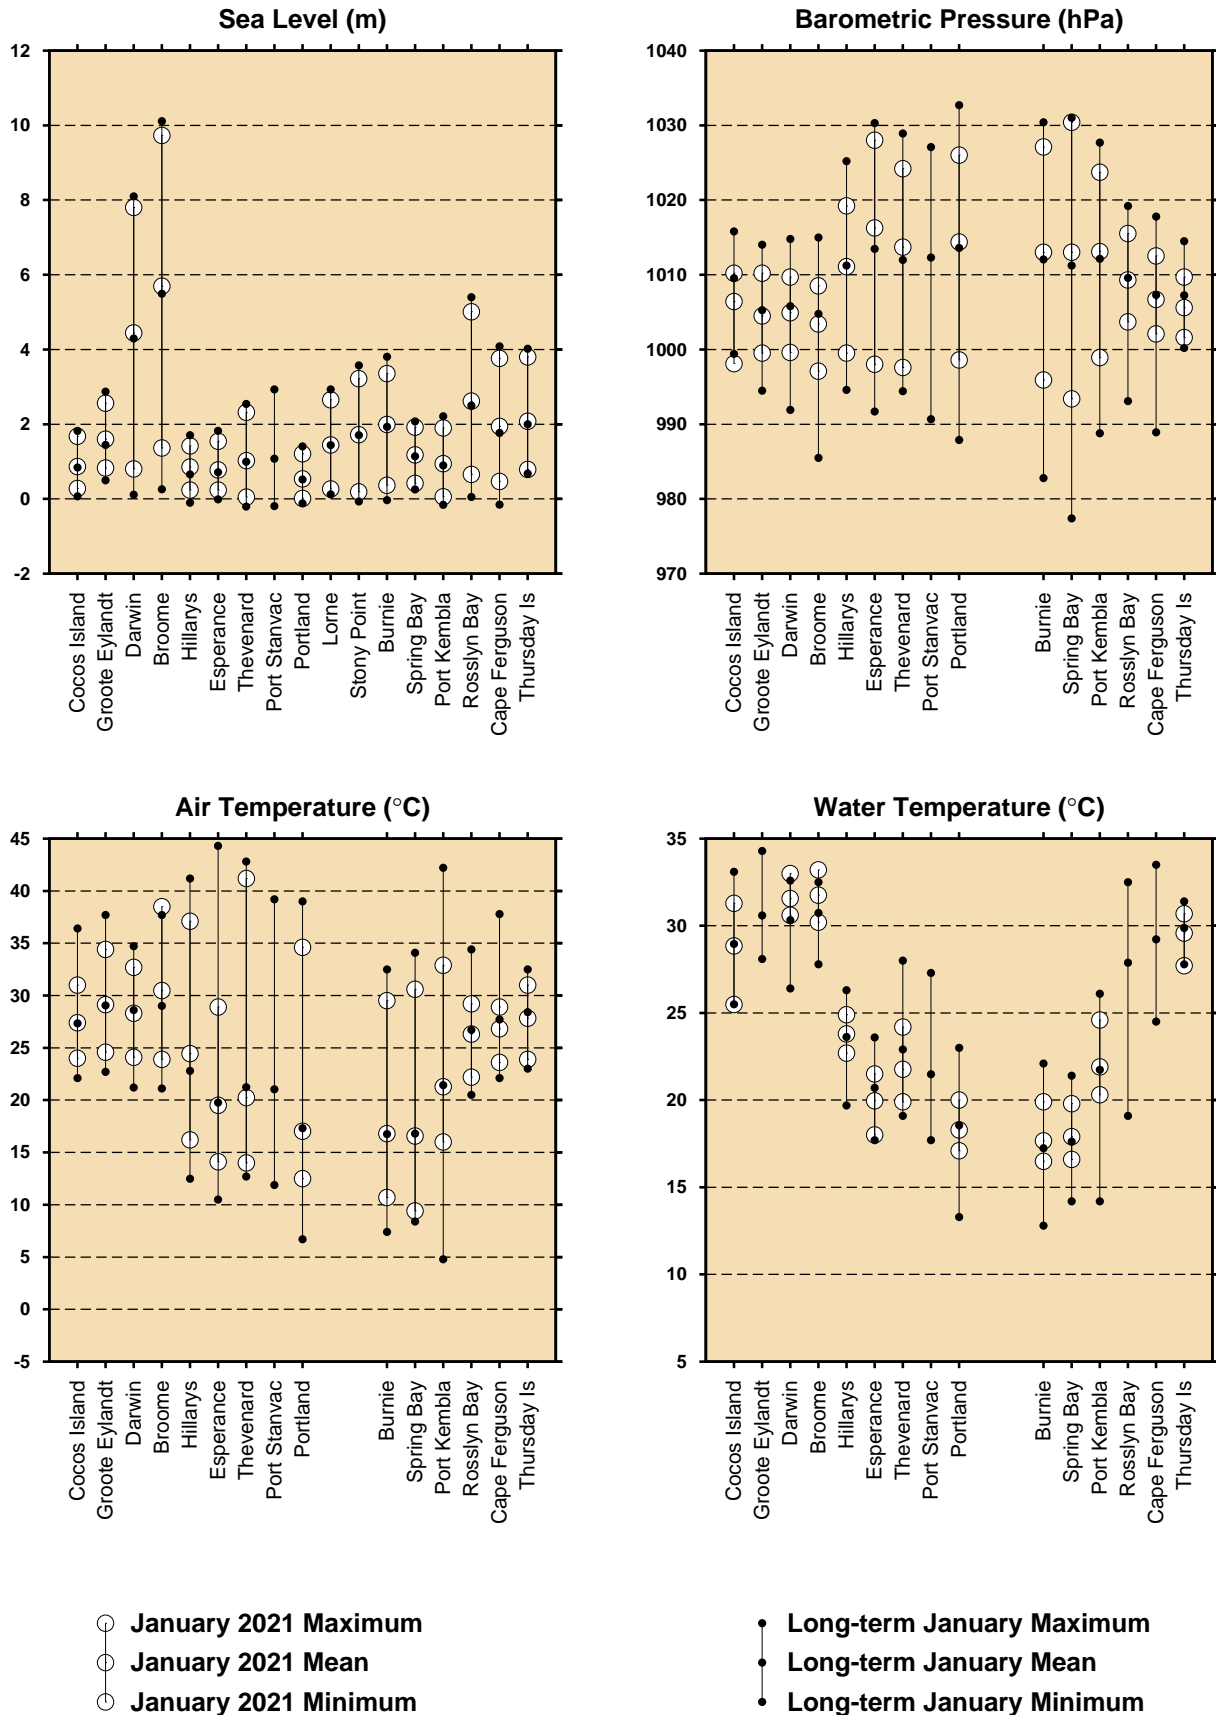 Sea Level (m)
12
10
8
6
4
2
0
-2
Cocos Island
Groote Eylandt
Darwin
Broome
Hillarys
Esperance
Thevenard
Port Stanvac
Portland
Lorne
Stony Point
Burnie
Spring Bay
Port Kembla
Rosslyn Bay
Cape Ferguson
Thursday Is
Barometric Pressure (hPa)
1040
1030
1020
1010
1000
990
980
970
Cocos Island
Groote Eylandt
Darwin
Broome
Hillarys
Esperance
Thevenard
Port Stanvac
Portland
Burnie
Spring Bay
Port Kembla
Rosslyn Bay
Cape Ferguson
Thursday Is
Air Temperature (°C)
45
40
35
30
25
20
15
10
5
0
-5
Cocos Island
Groote Eylandt
Darwin
Broome
Hillarys
Esperance
Thevenard
Port Stanvac
Portland
Burnie
Spring Bay
Port Kembla
Rosslyn Bay
Cape Ferguson
Thursday Is
Water Temperature (°C)
35
30
25
20
15
10
5
Cocos Island
Groote Eylandt
Darwin
Broome
Hillarys
Esperance
Thevenard
Port Stanvac
Portland
Burnie
Spring Bay
Port Kembla
Rosslyn Bay
Cape Ferguson
Thursday Is
January 2021 Maximum
January 2021 Mean
January 2021 Minimum
Long-term January Maximum
Long-term January Mean
Long-term January Minimum